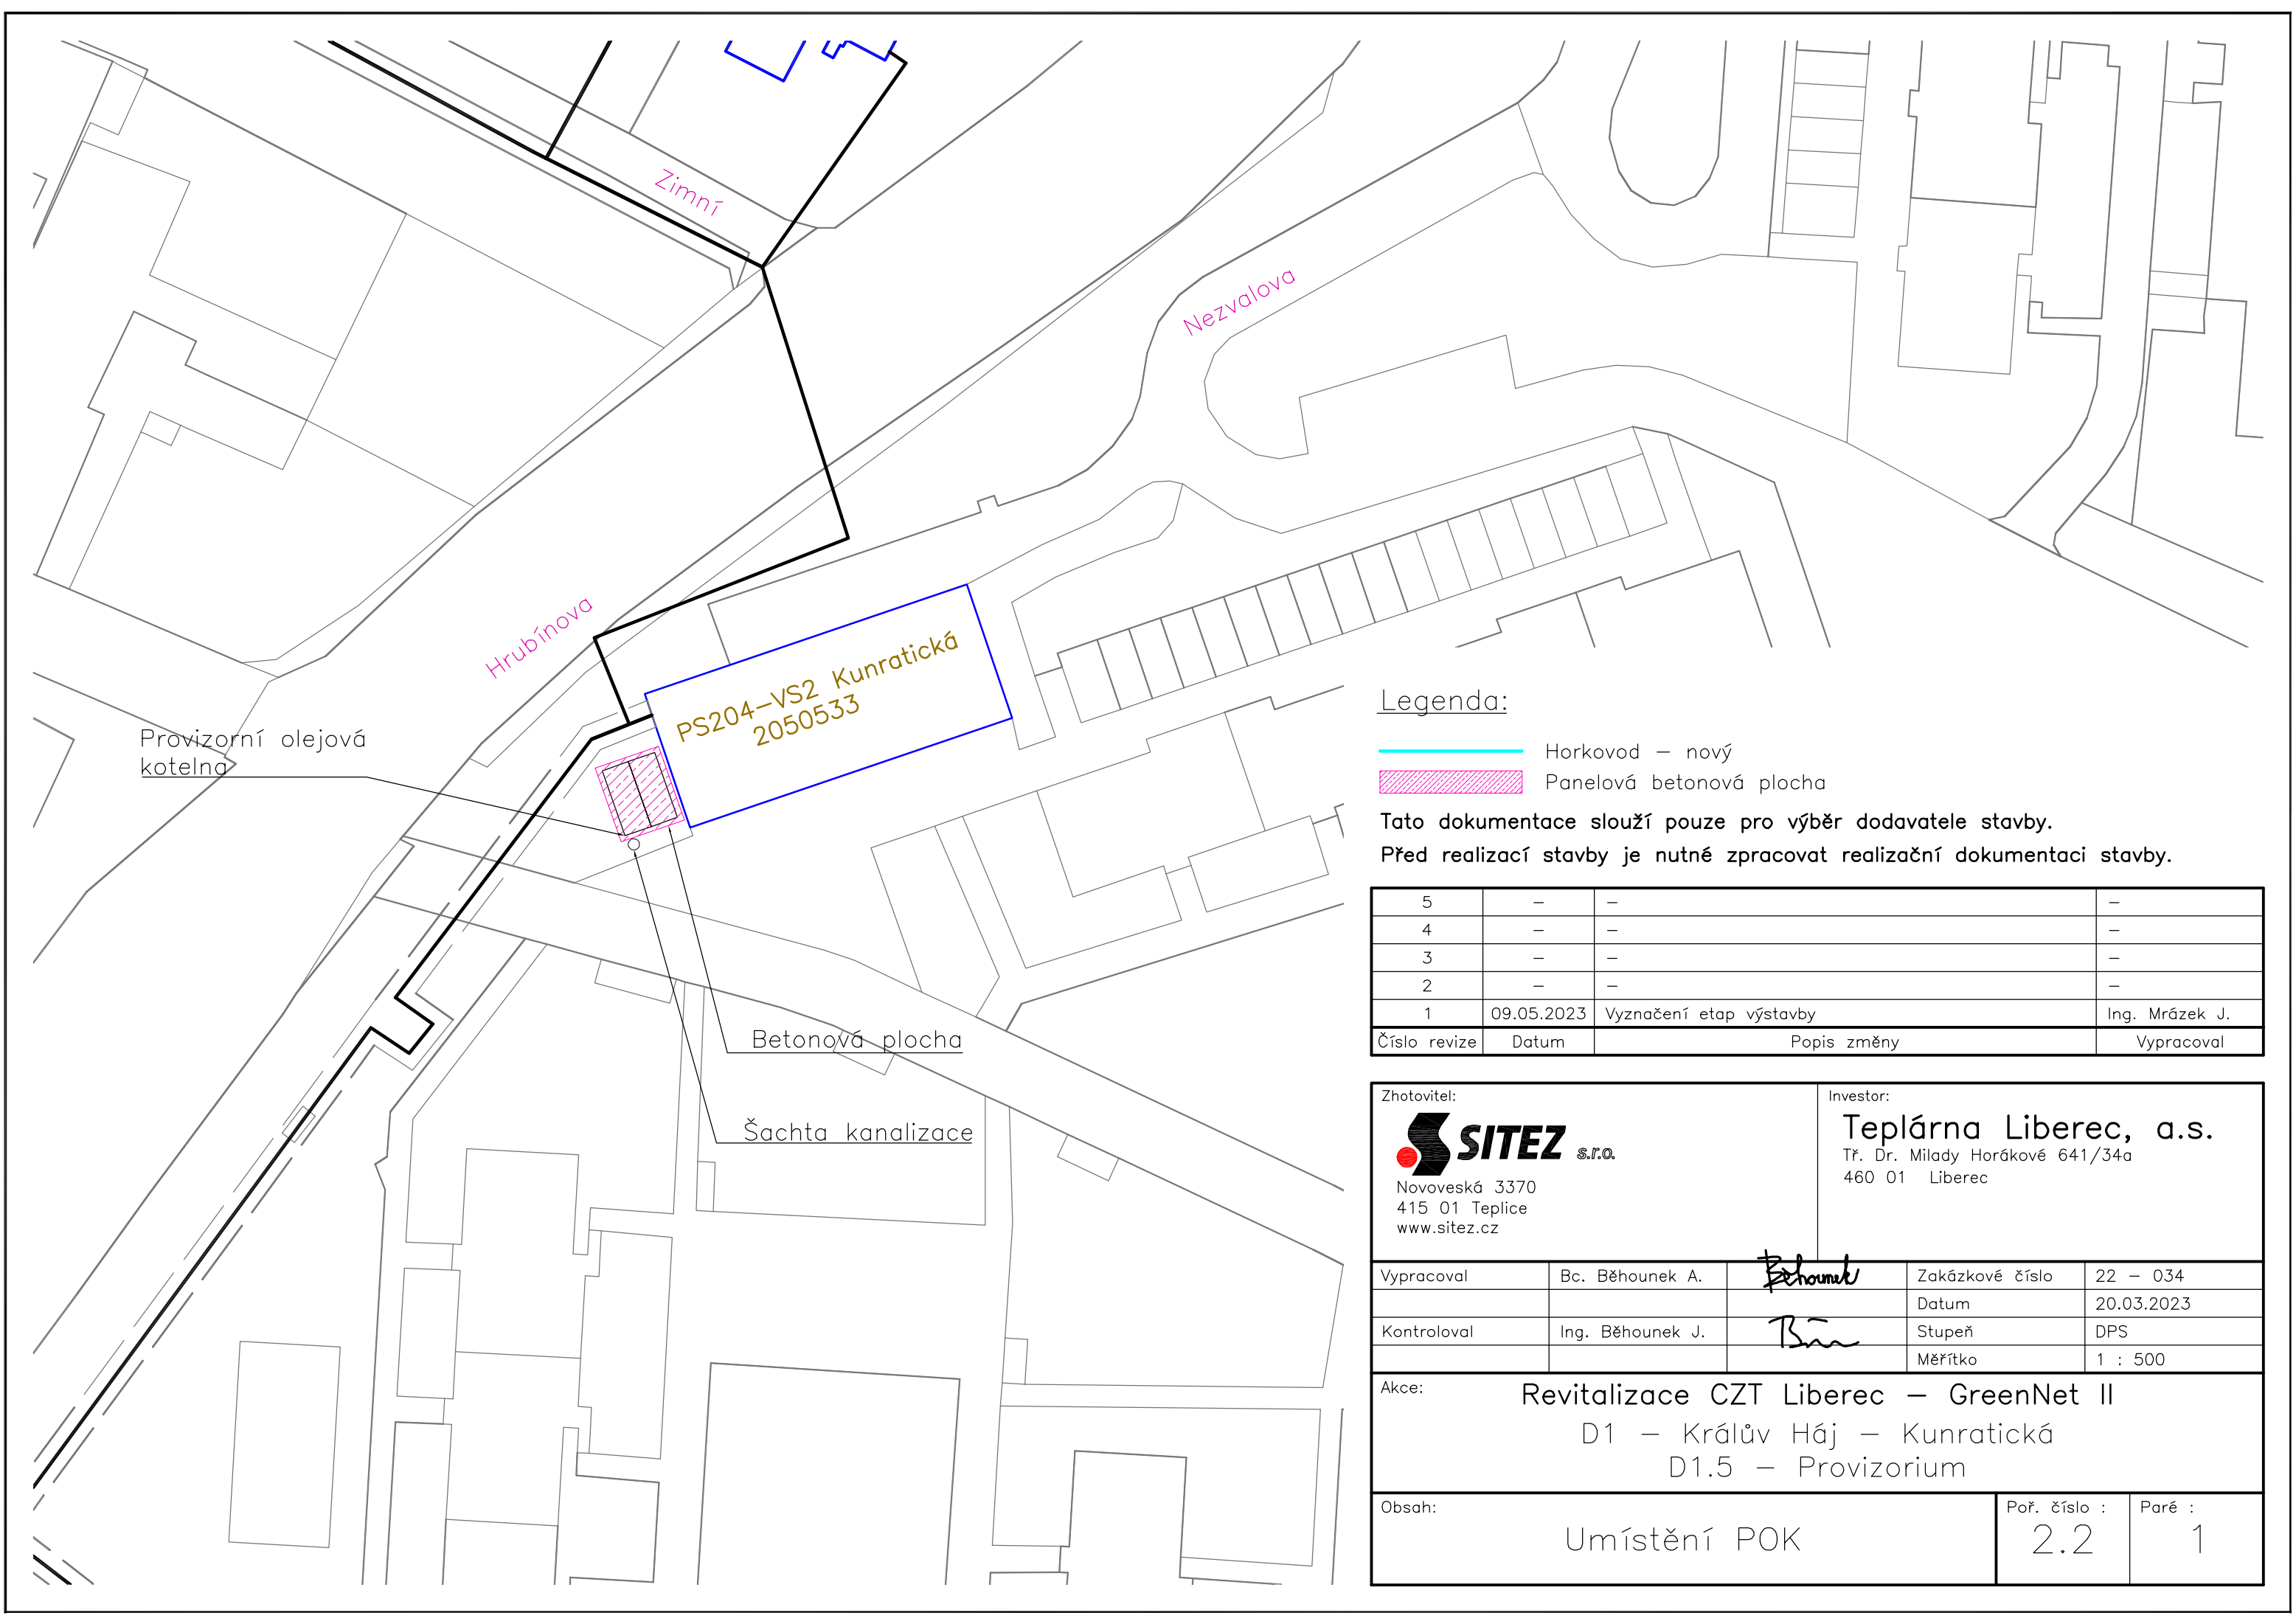 Zimní
Nezvalova
Hrubínova
PS204-VS2 Kunratická
2050533
Provizorní olejová
kotelna
Betonová plocha
Šachta kanalizace
Legenda:
Horkovod - nový
Panelová betonová plocha
Tato dokumentace slouží pouze pro výběr dodavatele stavby.
Před realizací stavby je nutné zpracovat realizační dokumentaci stavby.
5 - - -
4 - - -
3 - - -
2 - - -
1 09.05.2023 Vyznačení etap výstavby Ing. Mrázek J.
Číslo revize Datum Popis změny Vypracoval
Zhotovitel:
SITEZ s.r.o.
Novoveská 3370
415 01 Teplice
www.sitez.cz
Investor:
Teplárna Liberec, a.s.
Tř. Dr. Milady Horákové 641/34a
460 01 Liberec
Vypracoval Bc. Běhounek A. Běhounek Zakázkové číslo 22 - 034
Datum 20.03.2023
Kontroloval Ing. Běhounek J. Stupeň DPS
Měřítko 1 : 500
Akce:
Revitalizace CZT Liberec - GreenNet II
D1 - Králův Háj - Kunratická
D1.5 - Provizorium
Obsah:
Umístění POK
Poř. číslo :
2.2
Paré :
1